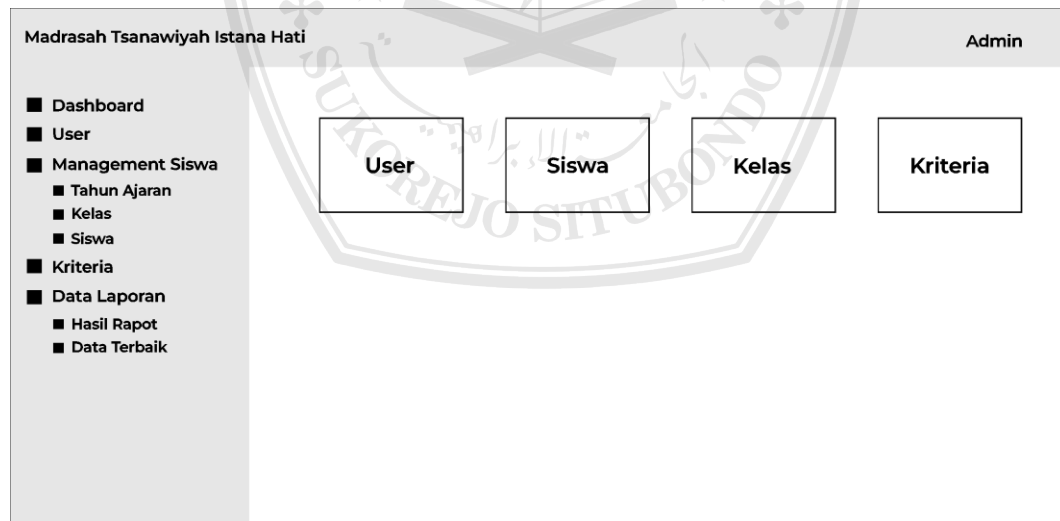 Madrasah Tsanawiyah Istana Hati
Admin
Dashboard
User
Management Siswa
Tahun Ajaran
Kelas
Siswa
Kriteria
Data Laporan
Hasil Rapot
Data Terbaik
User
Siswa
Kelas
Kriteria
SUKOREJO SITUBONDO